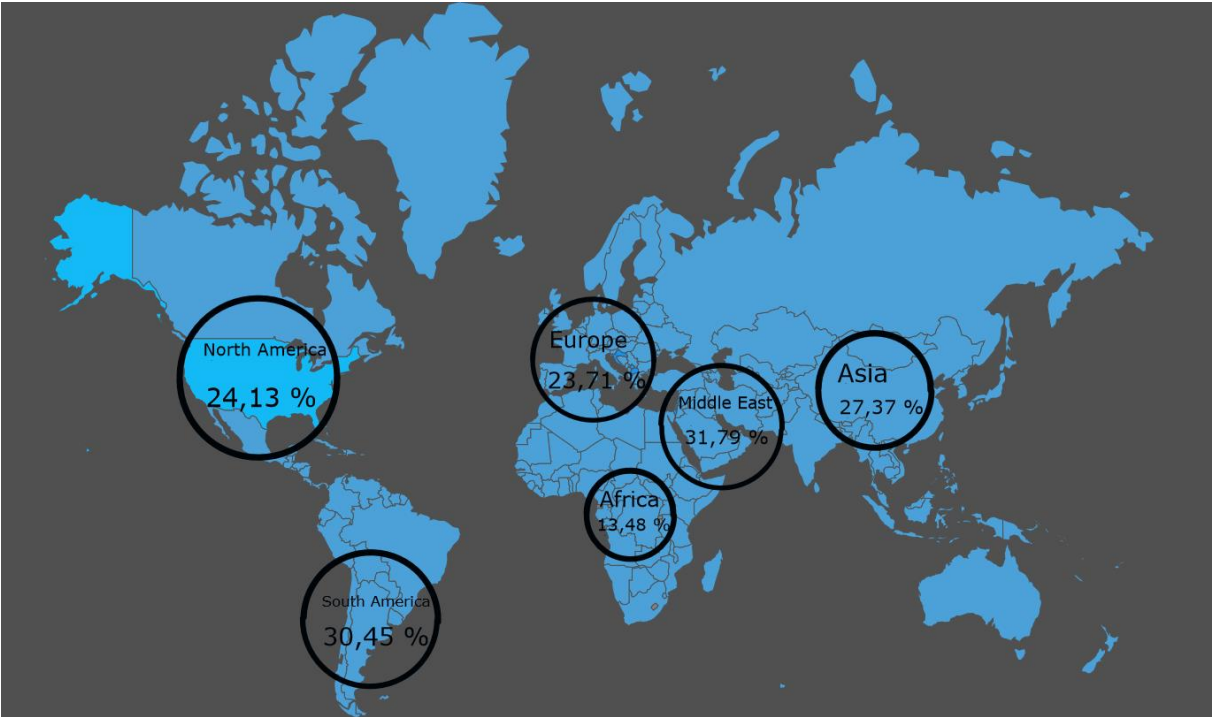 North America
24,13 %
Europe
23,71 %
Middle East
31,79 %
Asia
27,37 %
Africa
13,48 %
South America
30,45 %